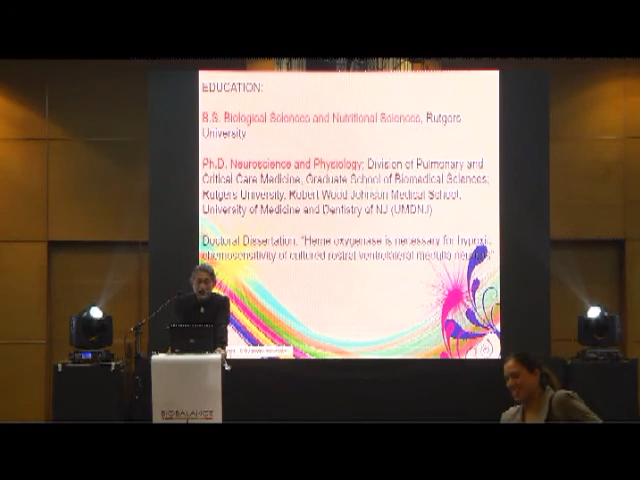 EDUCATION:
B.S. Biological Sciences and Nutritional Sciences, Rutgers
University
Ph.D. Neuroscience and Physiology; Division of Pulmonary and
Critical Care Medicine, Graduate School of Biomedical Sciences;
Rutgers University, Robert Wood Johnson Medical School,
University of Medicine and Dentistry of NJ (UMDNJ)
Doctoral Dissertation: "Heme oxygenase is necessary for hypoxic
chemosensitivity of cultured rostral ventrolateral medulla neurons"
BIOBALANCE